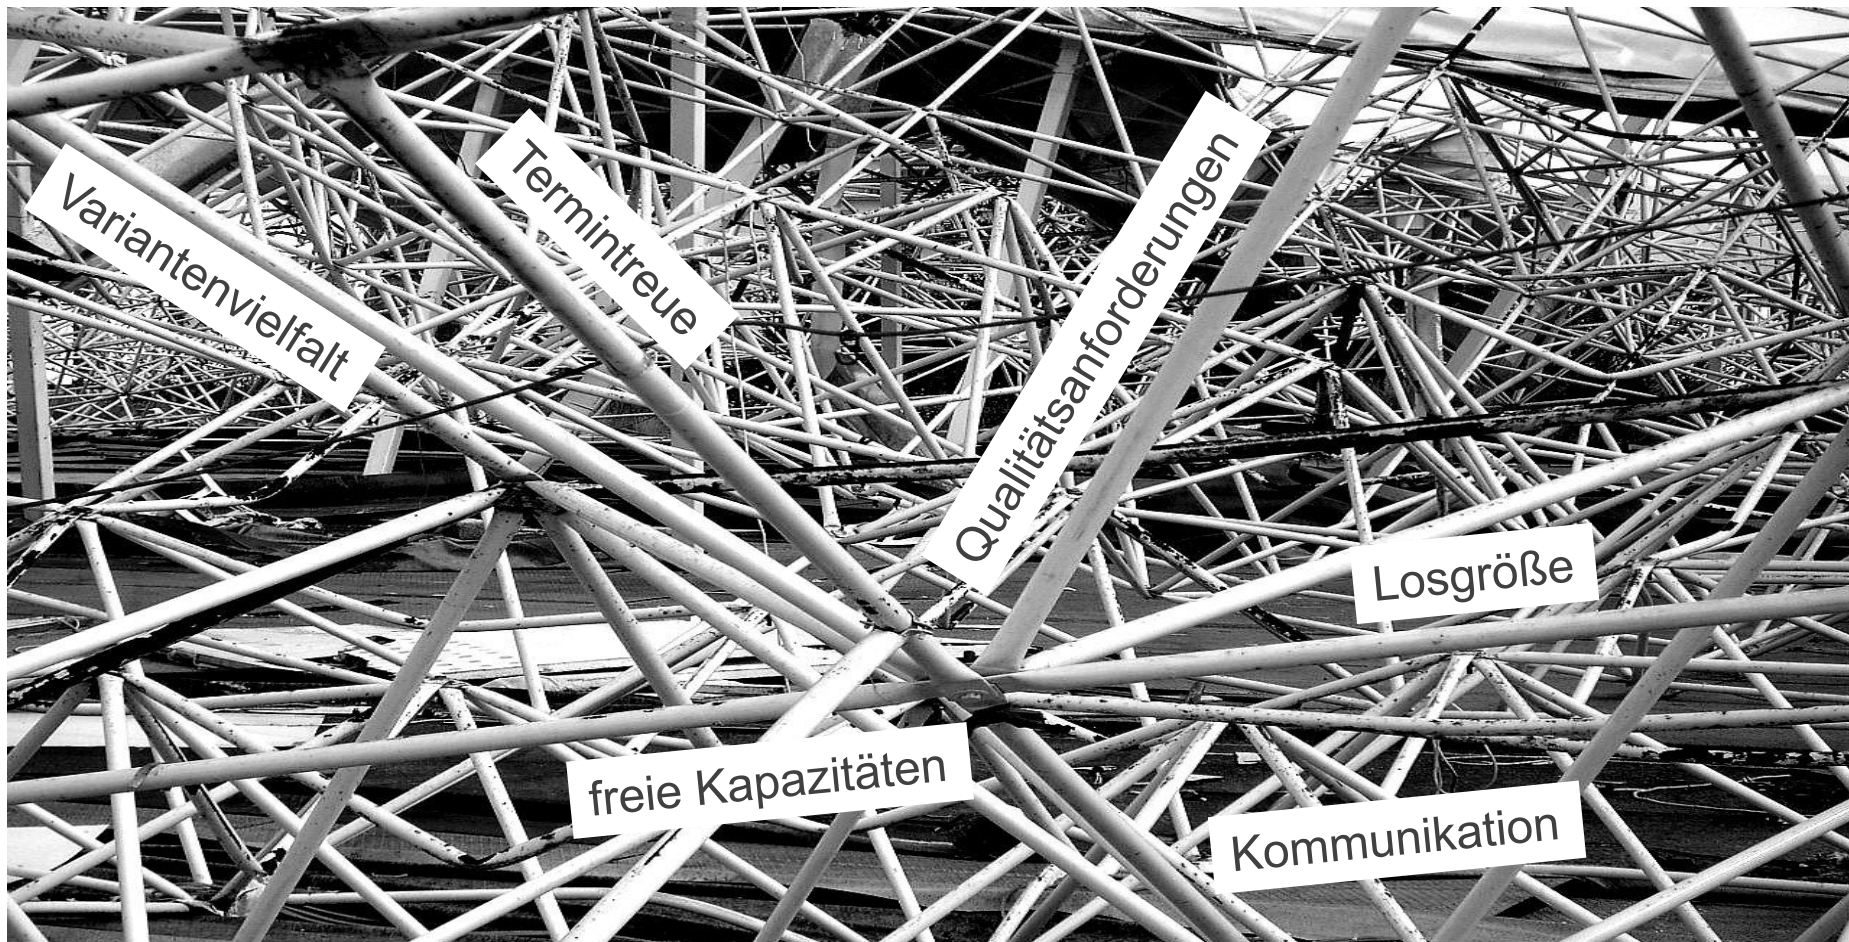 Variantenvielfalt
Termintreue
Qualitätsanforderungen
Losgröße
freie Kapazitäten
Kommunikation